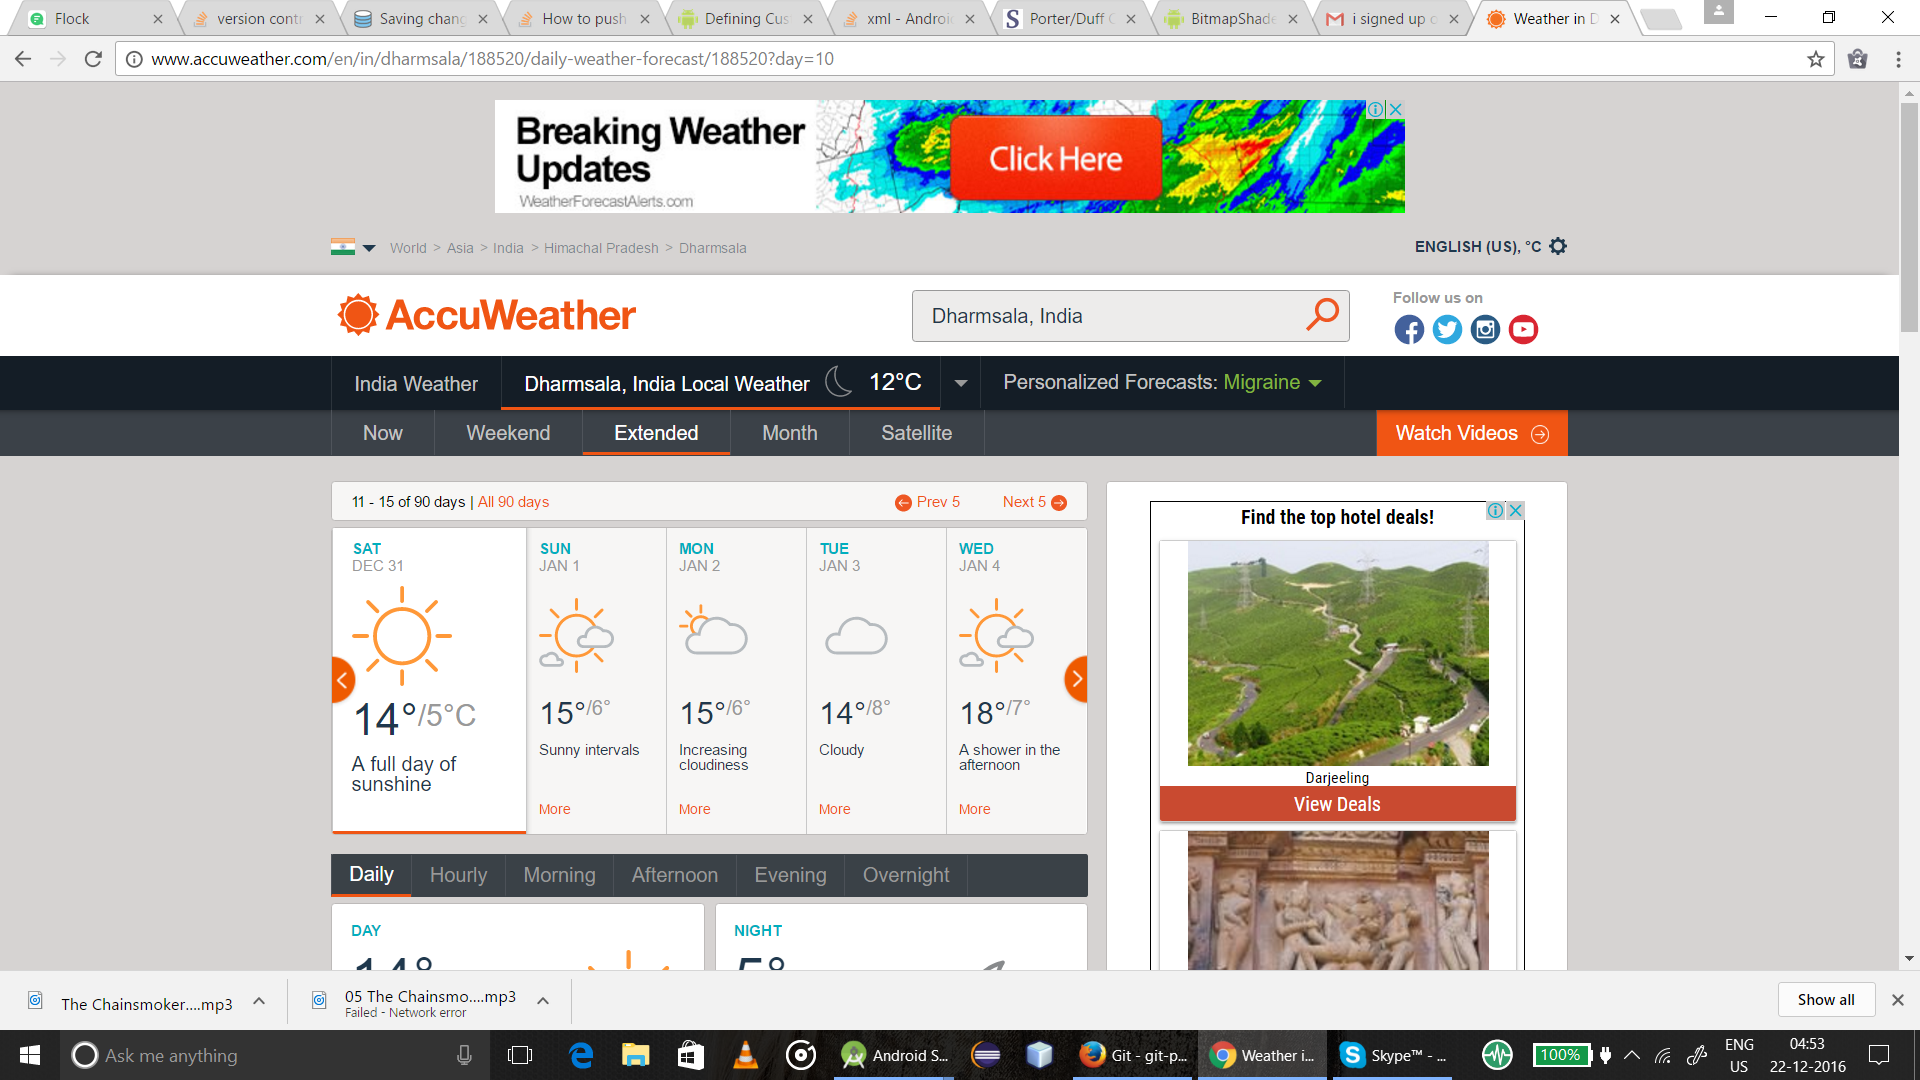 Flock
version cont
Saving chang
How to push
Defining Cus
xml - Androi
Porter/Duff C
BitmapShade
i signed up o
Weather in D
www.accuweather.com/en/in/dharmsala/188520/daily-weather-forecast/188520?day=10
Breaking Weather
Updates
WeatherForecastAlerts.com
Click Here
World > Asia > India > Himachal Pradesh > Dharmsala
ENGLISH (US), °C
AccuWeather
Dharmsala, India
Follow us on
India Weather
Dharmsala, India Local Weather 12°C
Personalized Forecasts: Migraine
Now
Weekend
Extended
Month
Satellite
Watch Videos
11 - 15 of 90 days | All 90 days
Prev 5
Next 5
SAT
DEC 31
14°/5°C
A full day of
sunshine
SUN
JAN 1
15°/6°
Sunny intervals
More
MON
JAN 2
15°/6°
Increasing
cloudiness
More
TUE
JAN 3
14°/8°
Cloudy
More
WED
JAN 4
18°/7°
A shower in the
afternoon
More
Find the top hotel deals!
Darjeeling
View Deals
Daily
Hourly
Morning
Afternoon
Evening
Overnight
DAY
14°
NIGHT
5°
The Chainsmoker....mp3
05 The Chainsmo....mp3
Failed - Network error
Show all
Ask me anything
Android S...
Git - git-p...
Weather i...
Skype™ - ...
100%
ENG
US
04:53
22-12-2016